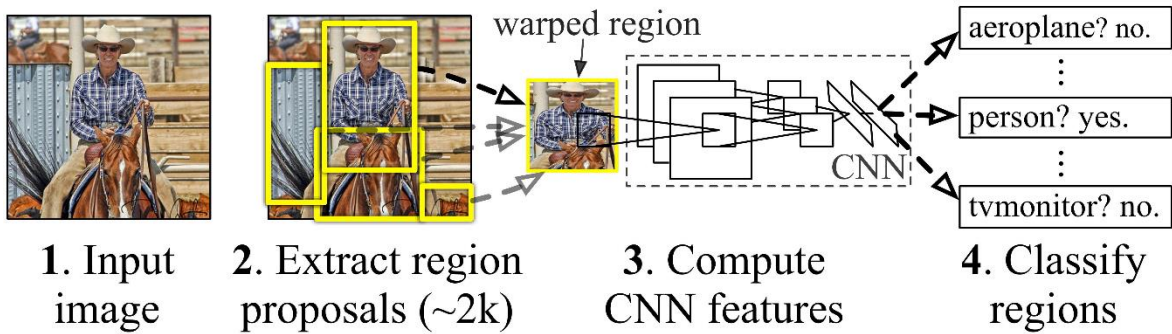 warped region
aeroplane? no.
person? yes.
CNN
tvmonitor? no.
1. Input
image
2. Extract region
proposals (~2k)
3. Compute
CNN features
4. Classify
regions